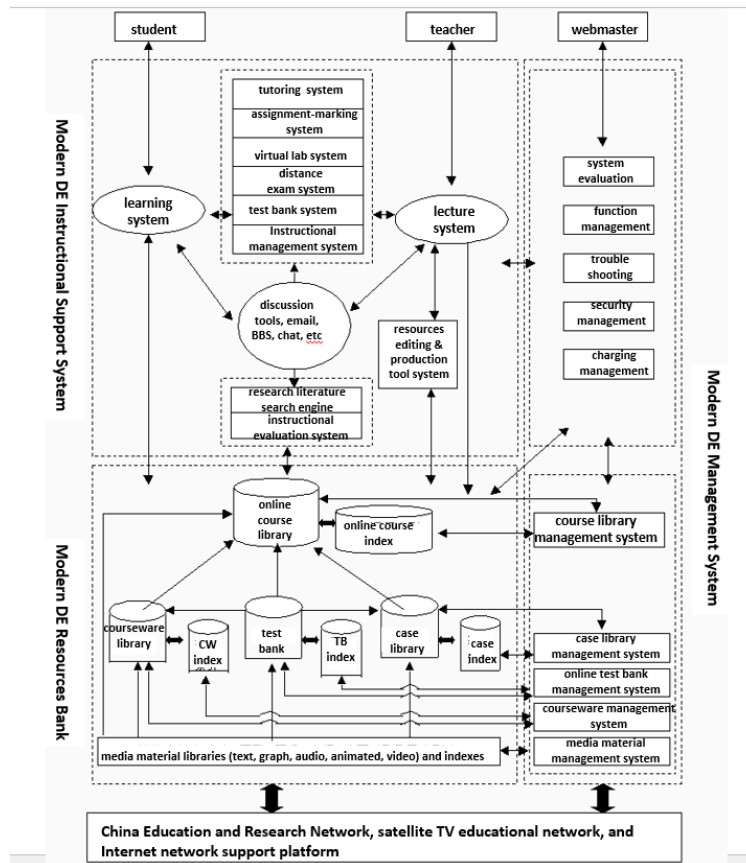 student
teacher
webmaster
Modern DE Instructional Support System
tutoring system
assignment-marking
system
virtual lab system
distance
exam system
test bank system
Instructional
management system
learning
system
lecture
system
system
evaluation
function
management
trouble
shooting
security
management
charging
management
discussion
tools, email,
BBS, chat, etc
resources
editing &
production
tool system
research literature
search engine
instructional
evaluation system
Modern DE Management System
Modern DE Resources Bank
online
course
library
online course
index
course library
management system
courseware
library
CW
index
test
bank
TB
index
case
library
case
index
case library
management system
online test bank
management system
courseware management
system
media material
management system
media material libraries (text, graph, audio, animated, video) and indexes
China Education and Research Network, satellite TV educational network, and
Internet network support platform